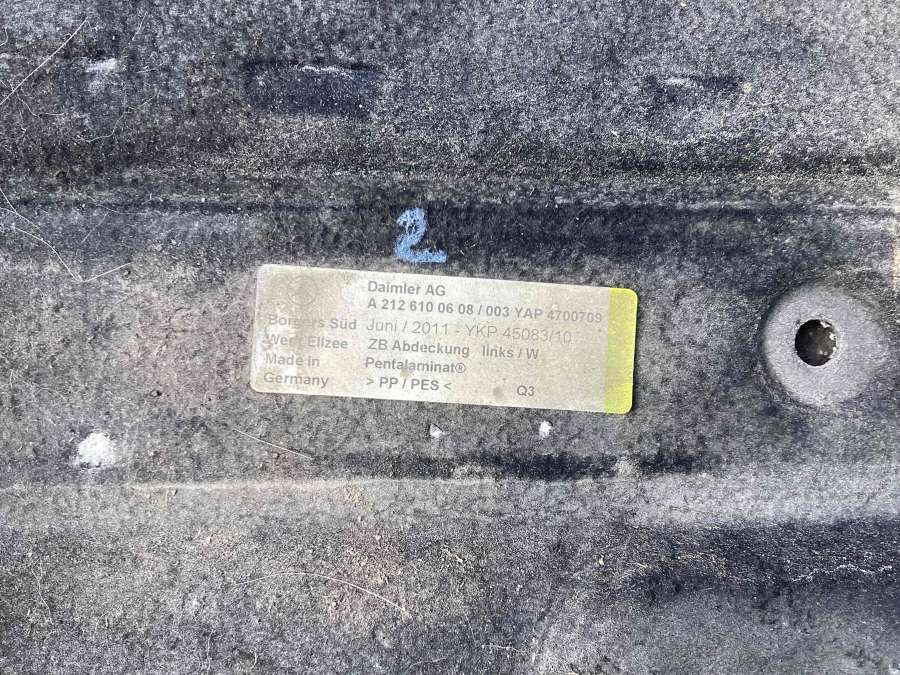 2
Daimler AG
A 212 610 06 08 / 003 YAP 4700709
Borgers Süd Juni / 2011 - YKP 45083/10
West Ellzee ZB Abdeckung links / W
Made in Pentalaminat®
Germany > PP / PES < Q3